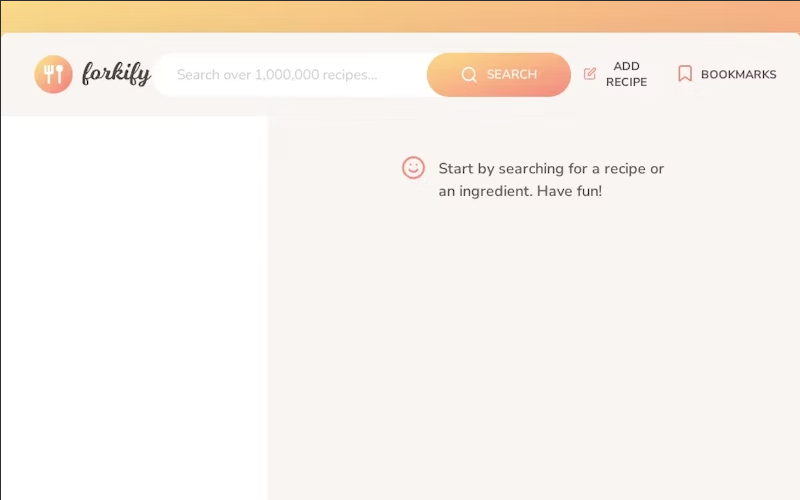 forkify
Search over 1,000,000 recipes...
SEARCH
ADD
RECIPE
BOOKMARKS
Start by searching for a recipe or
an ingredient. Have fun!